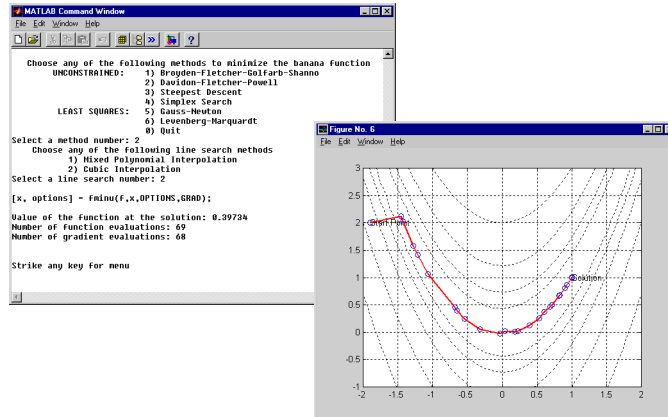 MATLAB Command Window
File Edit Window Help
Choose any of the following methods to minimize the banana function
UNCONSTRAINED: 1) Broyden-Fletcher-Golfarb-Shanno
2) Davidon-Fletcher-Powell
3) Steepest Descent
4) Simplex Search
LEAST SQUARES: 5) Gauss-Newton
6) Levenberg-Marquardt
0) Quit
Select a method number: 2
Choose any of the following line search methods
1) Mixed Polynomial Interpolation
2) Cubic Interpolation
Select a line search number: 2
[x, options] - fminu(f,x,OPTIONS,GRAD);
Value of the function at the solution: 0.39734
Number of function evaluations: 69
Number of gradient evaluations: 68
Strike any key for menu
Figure No. 6
File Edit Window Help
3
2.5
2
1.5
1
0.5
0
-0.5
-1
Start Point
Solution
-2 -1.5 -1 -0.5 0 0.5 1 1.5 2